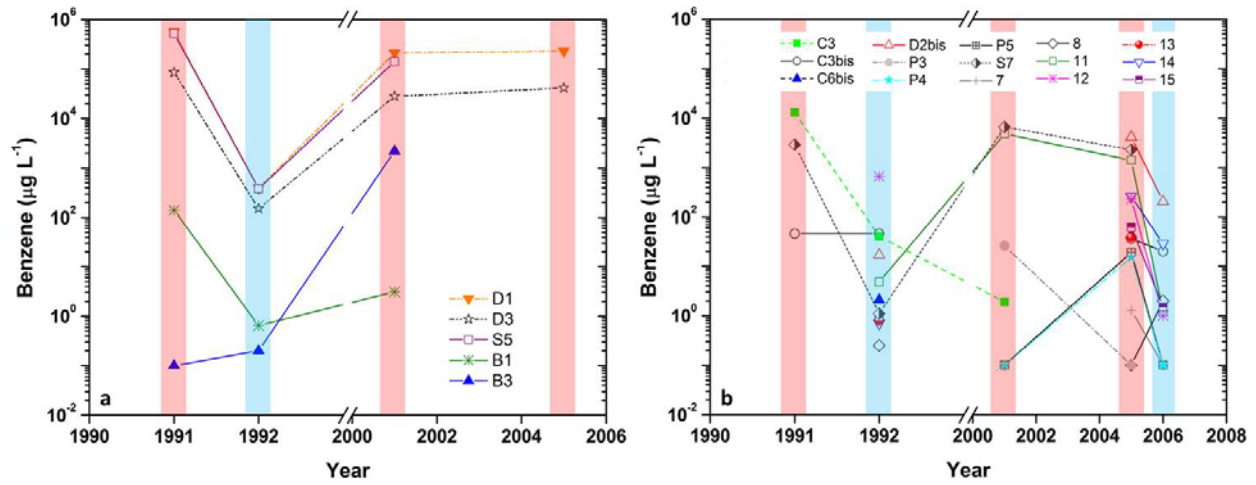 10⁶
10⁴
10²
10⁰
10⁻²
Benzene (µg L⁻¹)
D1
D3
S5
B1
B3
a
1990 1991 1992 2000 2002 2004 2006
Year
10⁶
10⁴
10²
10⁰
10⁻²
Benzene (µg L⁻¹)
C3 D2bis P5 8 13
C3bis P3 S7 11 14
C6bis P4 7 12 15
b
1990 1991 1992 2000 2002 2004 2006 2008
Year